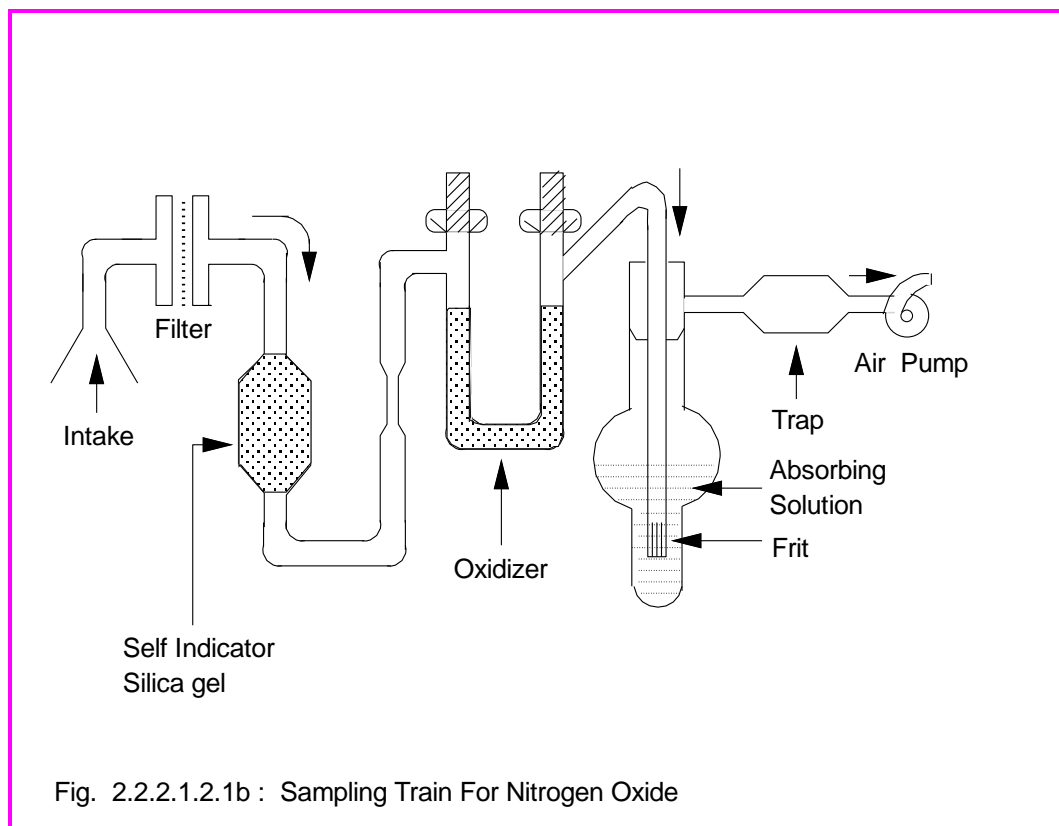 Filter
Intake
Air Pump
Trap
Absorbing
Solution
Frit
Oxidizer
Self Indicator
Silica gel
Fig. 2.2.2.1.2.1b : Sampling Train For Nitrogen Oxide